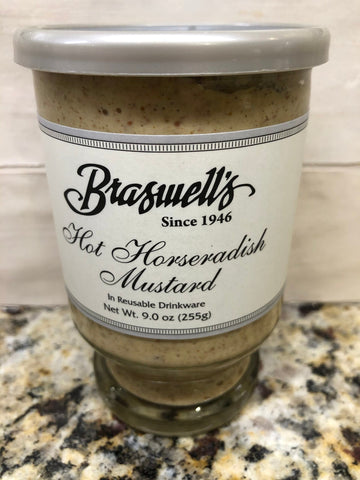 Braswell's
Since 1946
Hot Horseradish
Mustard
In Reusable Drinkware
Net Wt. 9.0 oz (255g)